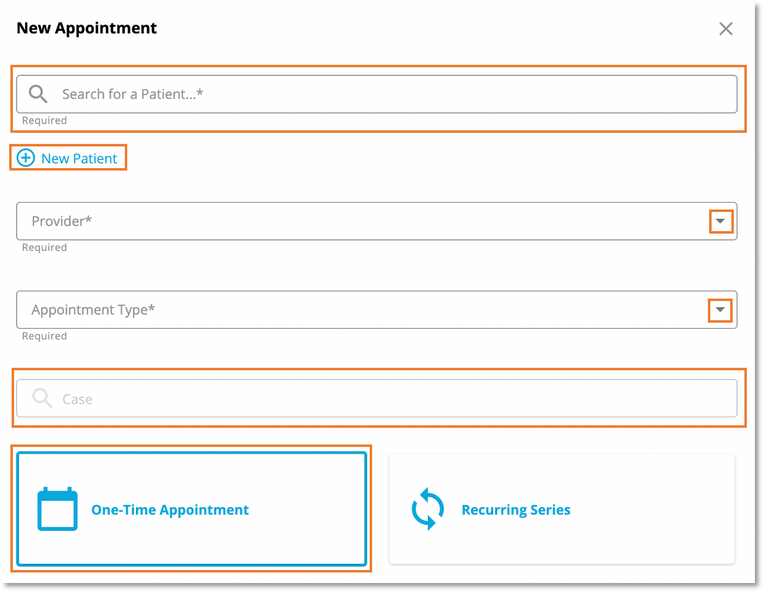 New Appointment
Search for a Patient...*
Required
New Patient
Provider*
Required
Appointment Type*
Required
Case
One-Time Appointment
Recurring Series